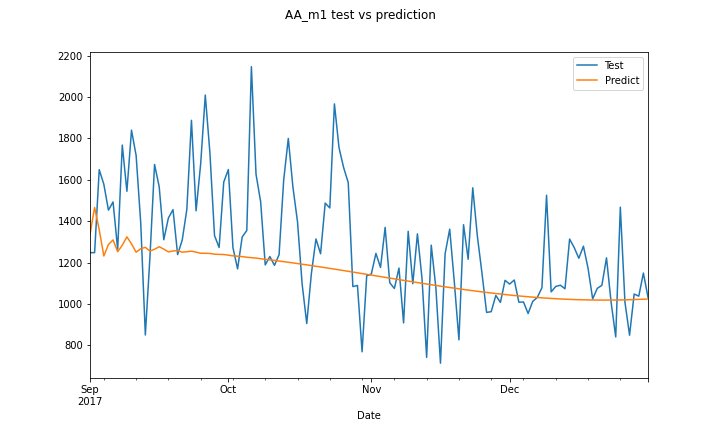 AA_m1 test vs prediction
Test
Predict
2200
2000
1800
1600
1400
1200
1000
800
Sep
2017
Oct
Nov
Dec
Date